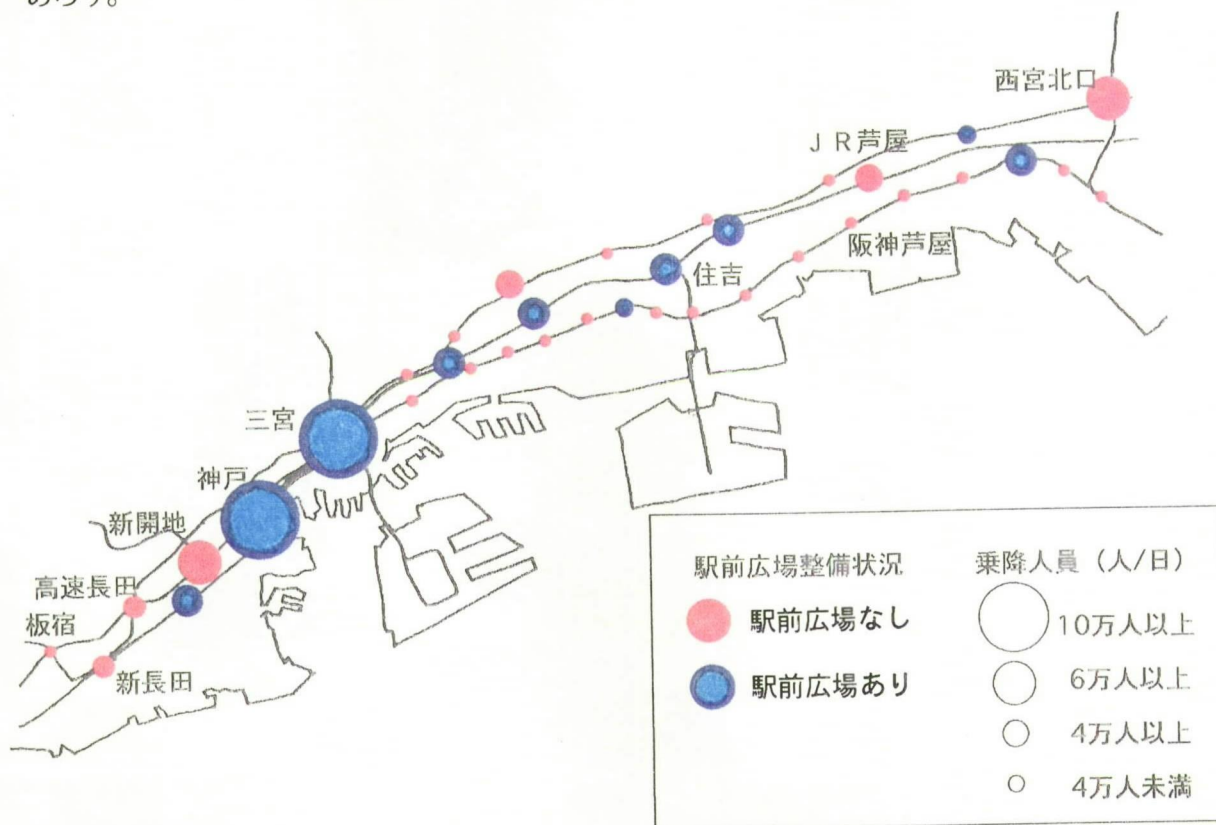 西宮北口
JR芦屋
阪神芦屋
住吉
三宮
神戸
新開地
高速長田
板宿
新長田
駅前広場整備状況
駅前広場なし
駅前広場あり
乗降人員（人/日）
10万人以上
6万人以上
4万人以上
4万人未満